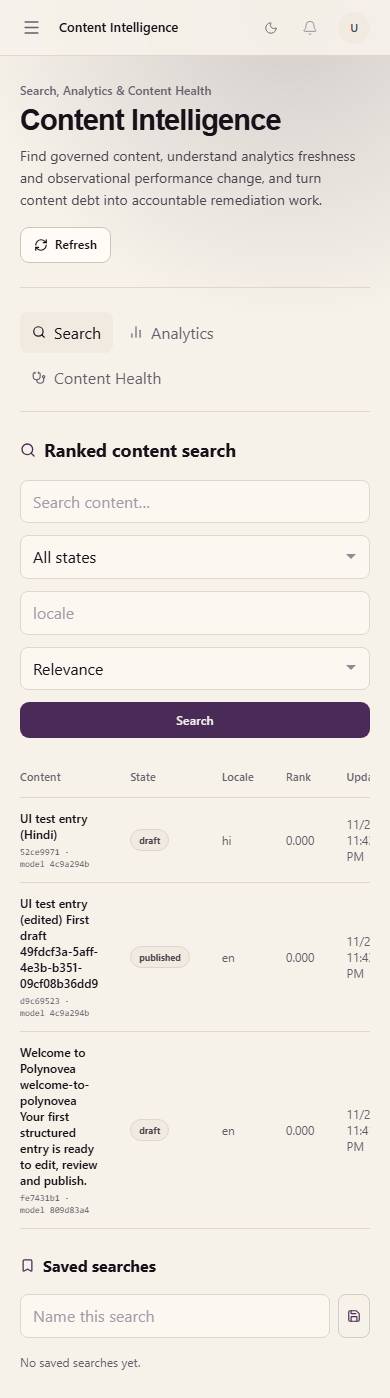 Content Intelligence
U
Search, Analytics & Content Health
Content Intelligence
Find governed content, understand analytics freshness
and observational performance change, and turn
content debt into accountable remediation work.
Refresh
Search
Analytics
Content Health
Ranked content search
Search content...
All states
locale
Relevance
Search
Content State Locale Rank
UI test entry
(Hindi)
52ce9971 ·
model 4c9a294b
draft
hi
0.000
PM
UI test entry
(edited) First
draft
49fdcf3a-5aff-
4e3b-b351-
09cf08b36dd9
d9c69523 ·
model 4c9a294b
published
en
0.000
PM
Welcome to
Polynovea
welcome-to-
polynovea
Your first
structured
entry is ready
to edit, review
and publish.
fe7431b1 ·
model 809d83a4
draft
en
0.000
PM
Saved searches
Name this search
No saved searches yet.